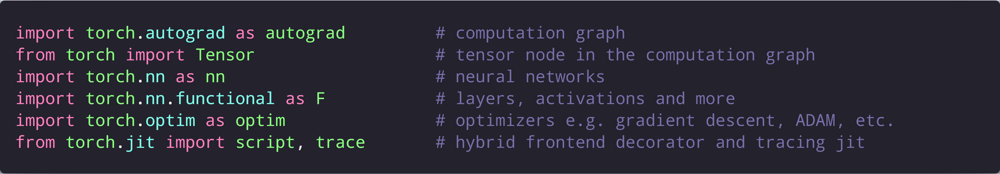 import torch.autograd as autograd         # computation graph
from torch import Tensor                  # tensor node in the computation graph
import torch.nn as nn                     # neural networks
import torch.nn.functional as F           # layers, activations and more
import torch.optim as optim               # optimizers e.g. gradient descent, ADAM, etc.
from torch.jit import script, trace       # hybrid frontend decorator and tracing jit